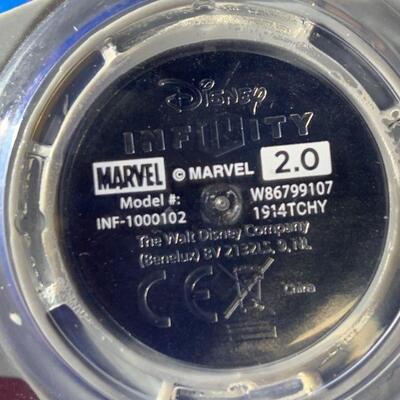 Disney
INFINITY
MARVEL © MARVEL 2.0
Model #: W86799107
INF-1000102 1914TCHY
The Walt Disney Company
(Benelux) BV 2132LS, 9, NL
CE
China